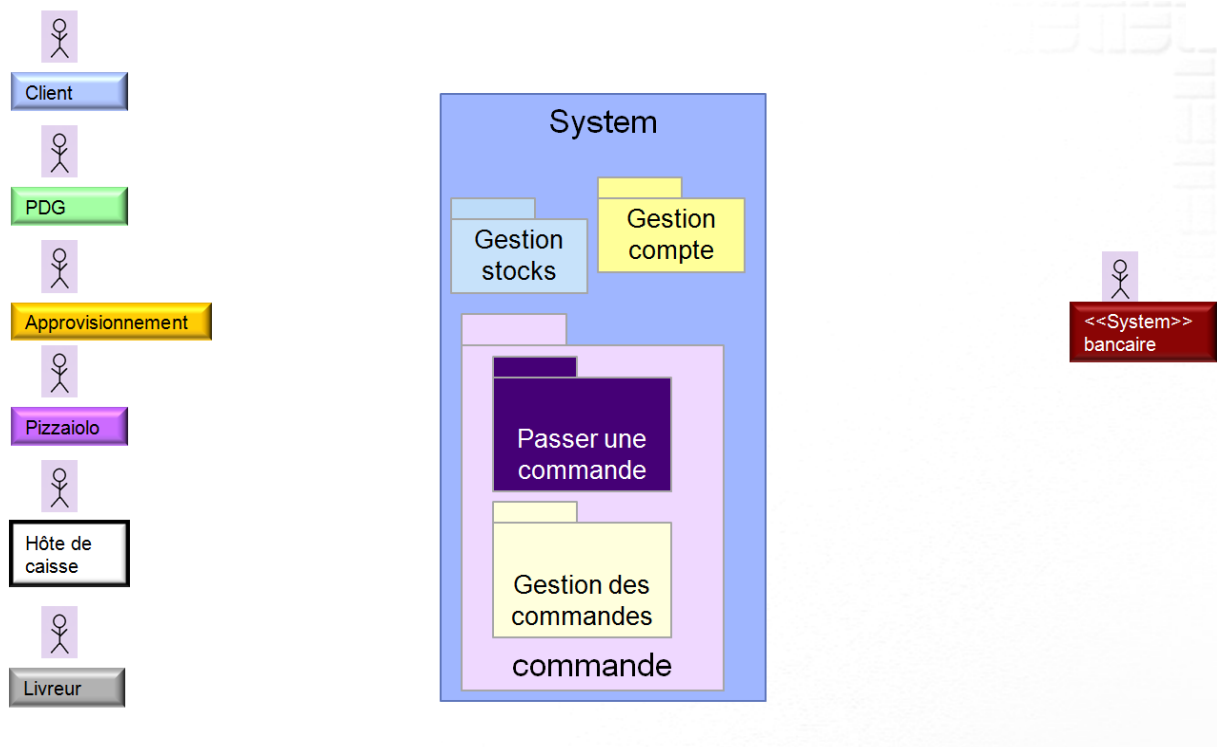 Client
PDG
Approvisionnement
Pizzaiolo
Hôte de
caisse
Livreur
System
Gestion
stocks
Gestion
compte
Passer une
commande
Gestion des
commandes
commande
<<System>>
bancaire